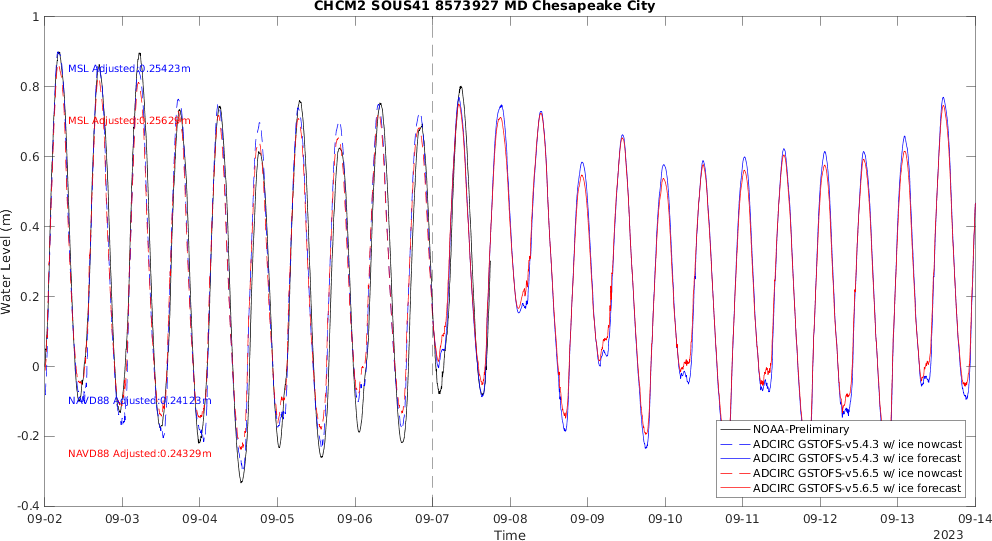 CHCM2 SOUS41 8573927 MD Chesapeake City
1
0.8
0.6
0.4
0.2
0
-0.2
-0.4
Water Level (m)
MSL Adjusted:0.25423m
MSL Adjusted:0.2562
NAVD88 Adjusted:0.24123m
NAVD88 Adjusted:0.24329m
NOAA-Preliminary
ADCIRC GSTOFS-v5.4.3 w/ ice nowcast
ADCIRC GSTOFS-v5.4.3 w/ ice forecast
ADCIRC GSTOFS-v5.6.5 w/ ice nowcast
ADCIRC GSTOFS-v5.6.5 w/ ice forecast
09-02 09-03 09-04 09-05 09-06 09-07 09-08 09-09 09-10 09-11 09-12 09-13 09-14
Time
2023